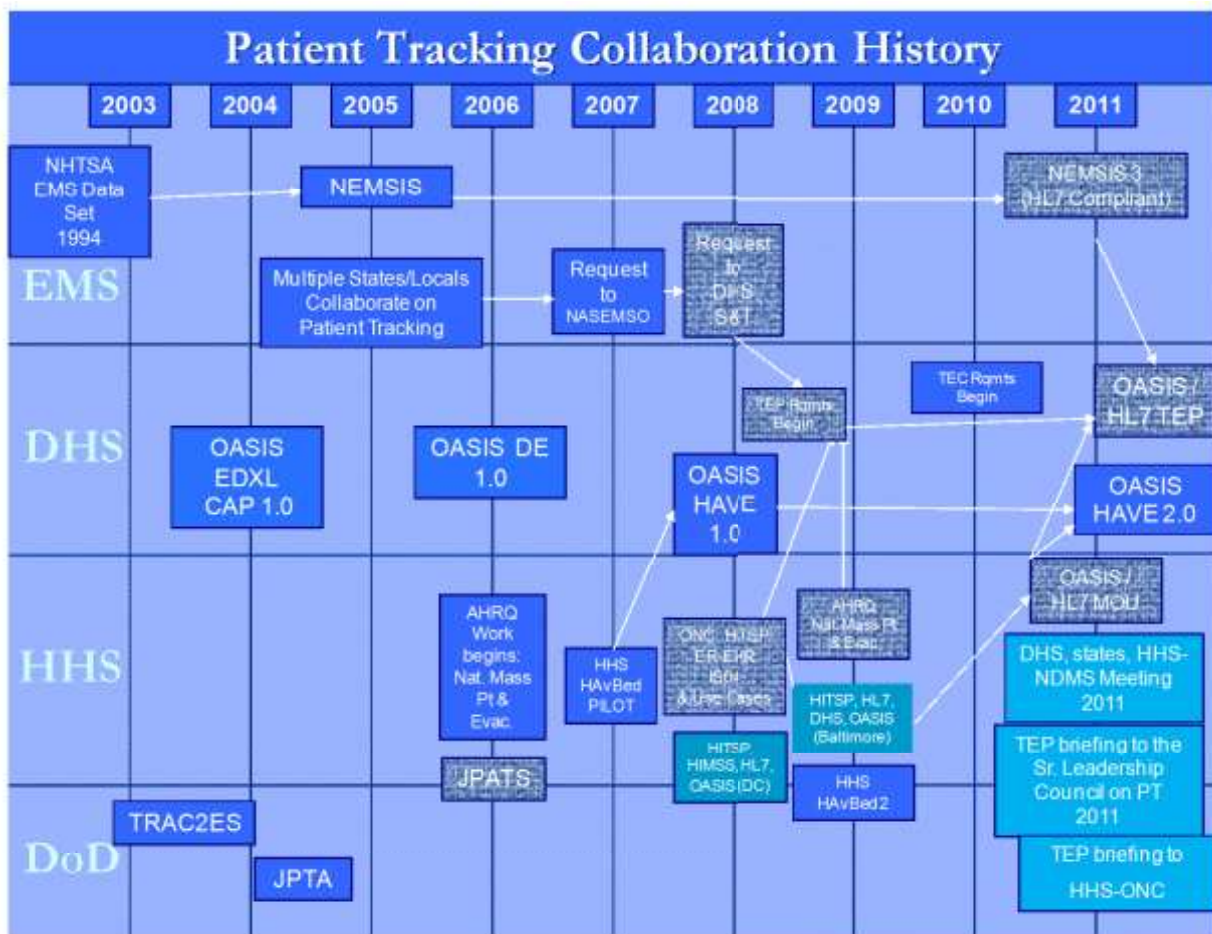 Patient Tracking Collaboration History
2003 2004 2005 2006 2007 2008 2009 2010 2011
EMS
NHTSA
EMS Data
Set
1994
NEMSIS
NEMSIS 3
(HL7 Compliant)
Multiple States/Locals
Collaborate on
Patient Tracking
Request
to
NASEMSO
Request
to
DHS
S&T
DHS
OASIS
EDXL
CAP 1.0
OASIS DE
1.0
OASIS
HAVE
1.0
TEP Rqmts
Begin
TEC Rqmts
Begin
OASIS /
HL7 TEP
OASIS
HAVE 2.0
HHS
AHRQ
Work
begins:
Nat. Mass
Pt &
Evac.
JPATS
HHS
HAvBed
PILOT
ONC, HITSP
ER-EHR
& Use Cases
HITSP,
HIMSS, HL7,
OASIS (DC)
AHRQ
Nat. Mass Pt
& Evac.
HITSP, HL7,
DHS, OASIS
(Baltimore)
HHS
HAvBed2
OASIS /
HL7 MOU
DHS, states, HHS-
NDMS Meeting
2011
TEP briefing to the
Sr. Leadership
Council on PT
2011
TEP briefing to
HHS-ONC
DoD
TRAC2ES
JPTA